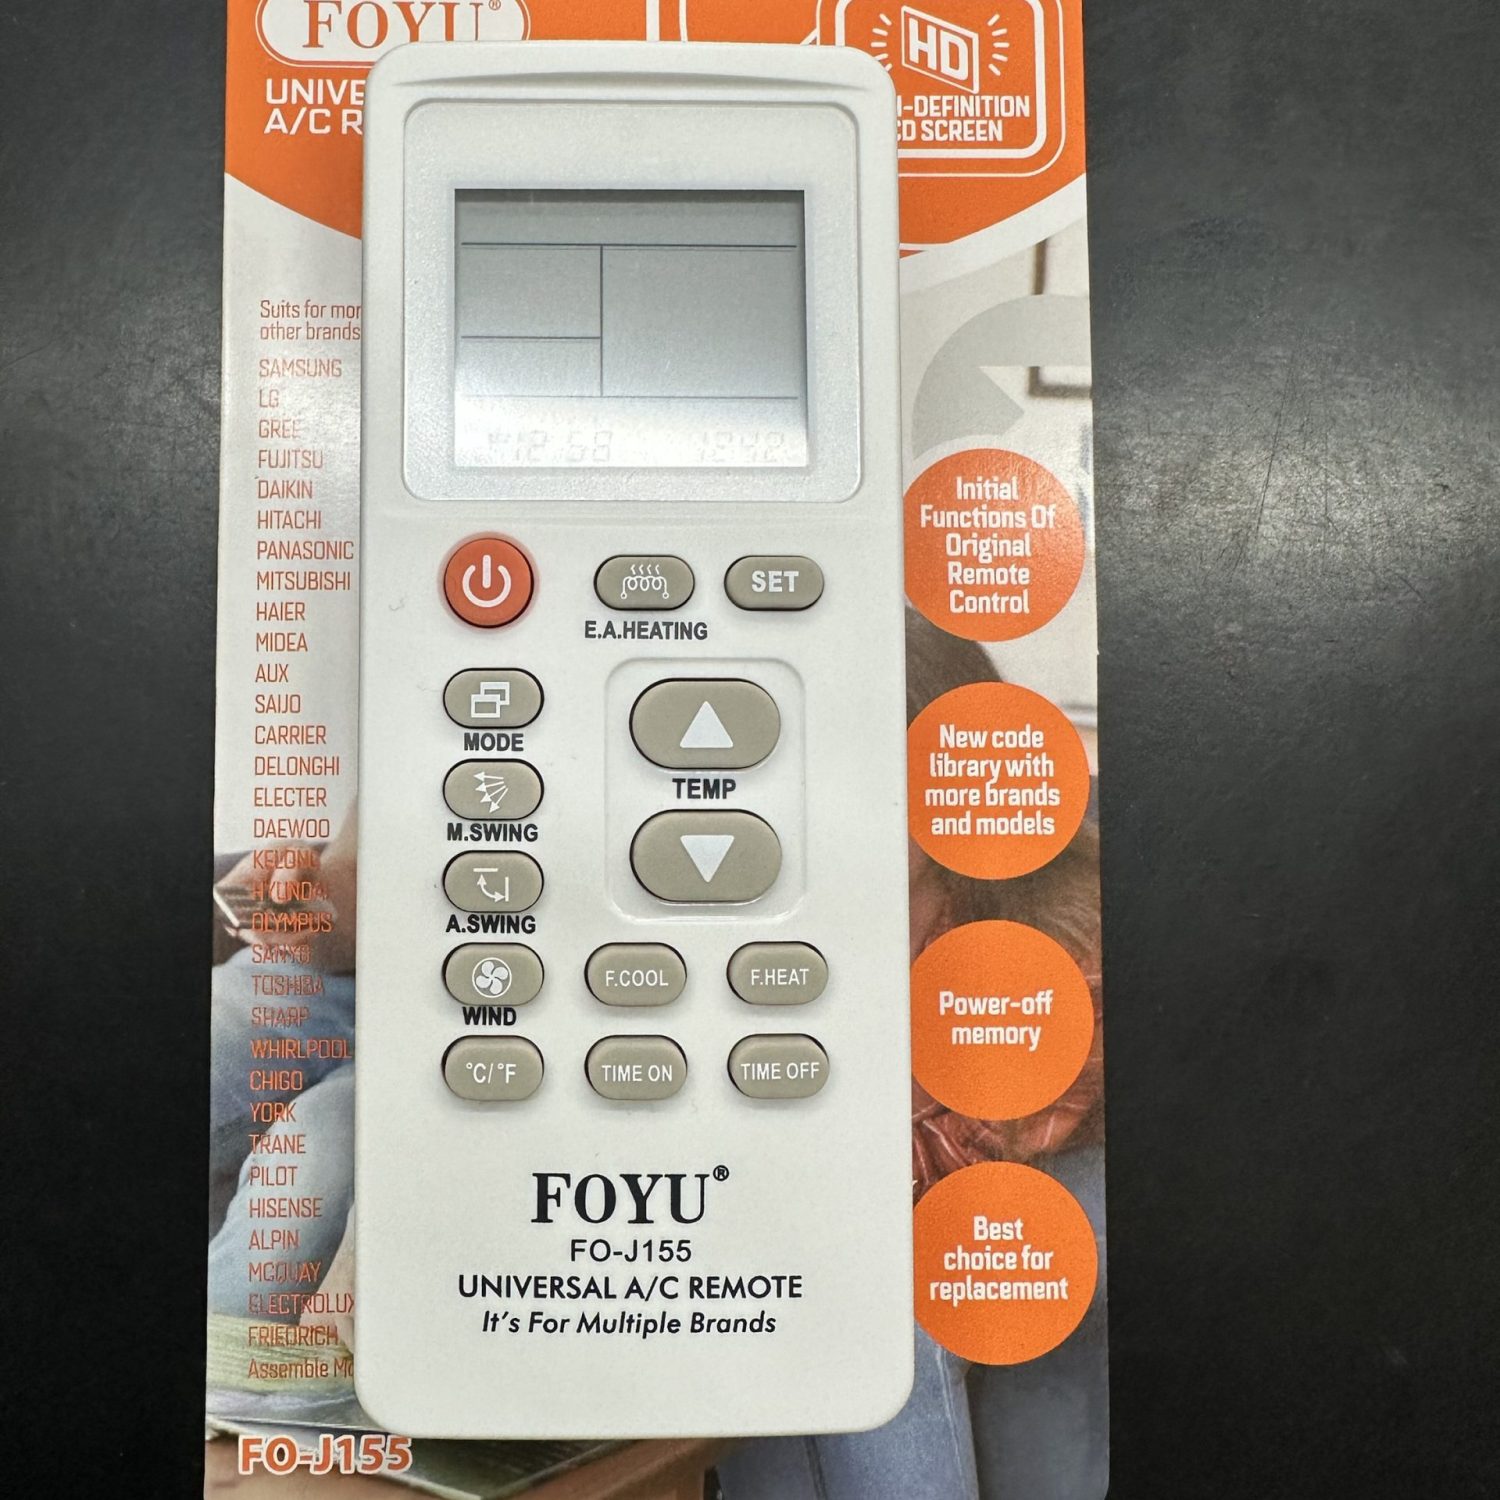 FOYU®
UNIVE
A/C R
HD
I-DEFINITION
CD SCREEN
Suits for mor
other brands
SAMSUNG
LG
GREE
FUJITSU
DAIKIN
HITACHI
PANASONIC
MITSUBISHI
HAIER
MIDEA
AUX
SAIJO
CARRIER
DELONGHI
ELECTER
DAEWOO
KELONG
HYUNDAI
OLYMPUS
SANYO
TOSHIBA
SHARP
WHIRLPOOL
CHIGO
YORK
TRANE
PILOT
HISENSE
ALPIN
MCQUAY
ELECTROLUX
FRIEDRICH
Assemble Mo
FO-J155
SET
E.A.HEATING
MODE
TEMP
M.SWING
A.SWING
F.COOL
F.HEAT
WIND
°C/°F
TIME ON
TIME OFF
FOYU®
FO-J155
UNIVERSAL A/C REMOTE
It's For Multiple Brands
Initial
Functions Of
Original
Remote
Control
New code
library with
more brands
and models
Power-off
memory
Best
choice for
replacement